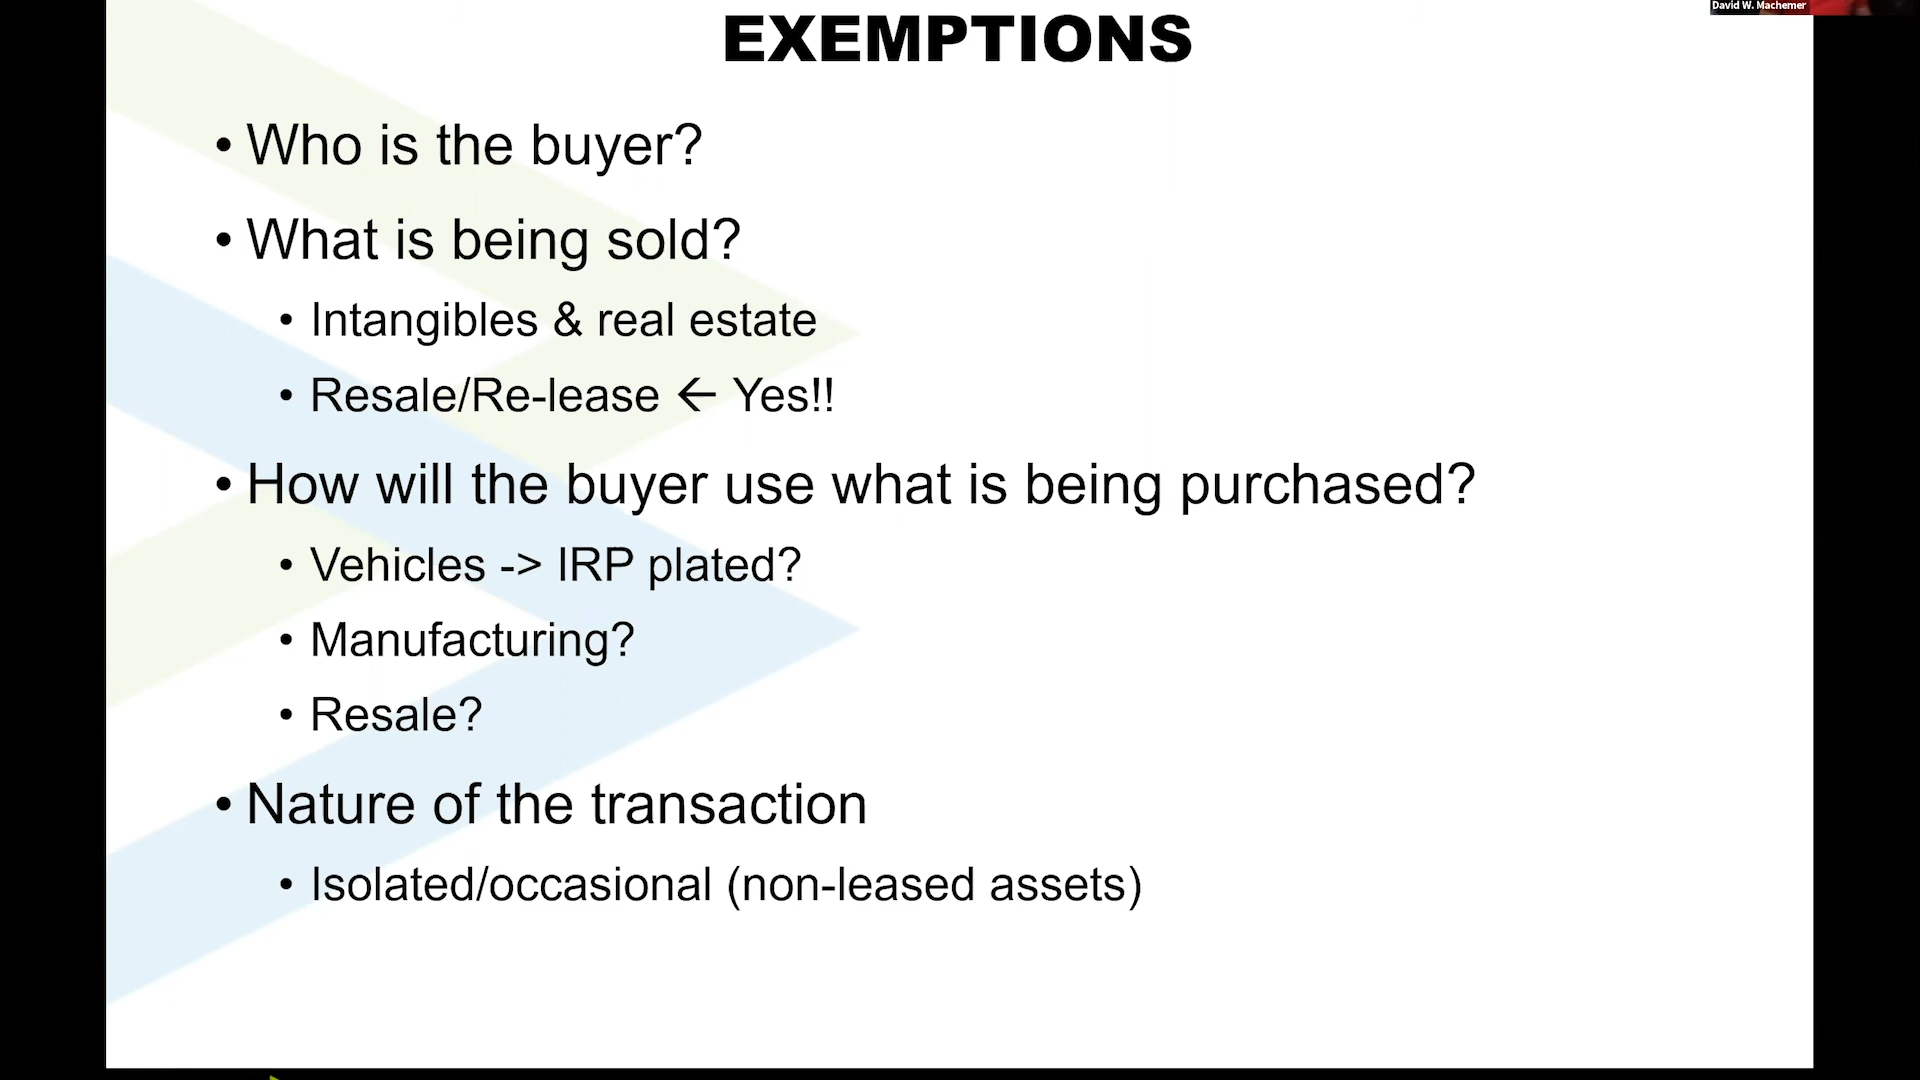 David W. Machemer
EXEMPTIONS
• Who is the buyer?
• What is being sold?
• Intangibles & real estate
• Resale/Re-lease ← Yes!!
• How will the buyer use what is being purchased?
• Vehicles -> IRP plated?
• Manufacturing?
• Resale?
• Nature of the transaction
• Isolated/occasional (non-leased assets)